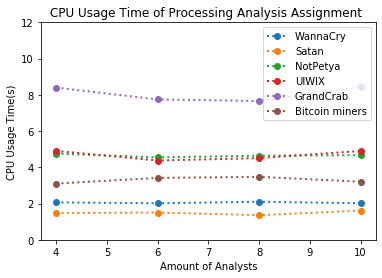 CPU Usage Time of Processing Analysis Assignment
12
10
8
6
4
2
0
CPU Usage Time(s)
WannaCry
Satan
NotPetya
UIWIX
GrandCrab
Bitcoin miners
4
5
6
7
8
9
10
Amount of Analysts